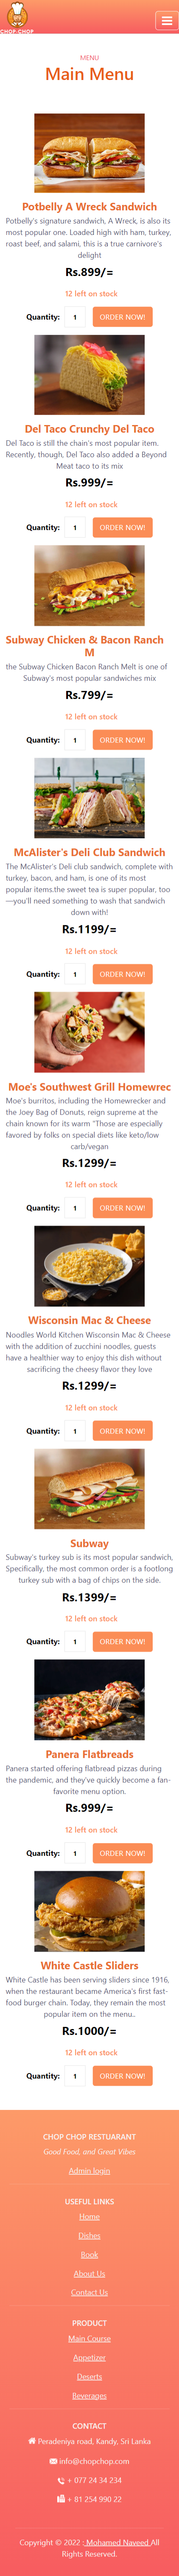 CHOP-CHOP
MENU
Main Menu
Potbelly A Wreck Sandwich
Potbelly's signature sandwich, A Wreck, is also its
most popular one. Loaded high with ham, turkey,
roast beef, and salami, this is a true carnivore's
delight
Rs.899/=
12 left on stock
Quantity: 1 ORDER NOW!
Del Taco Crunchy Del Taco
Del Taco is still the chain's most popular item.
Recently, though, Del Taco also added a Beyond
Meat taco to its mix
Rs.999/=
12 left on stock
Quantity: 1 ORDER NOW!
Subway Chicken & Bacon Ranch
M
the Subway Chicken Bacon Ranch Melt is one of
Subway's most popular sandwiches mix
Rs.799/=
12 left on stock
Quantity: 1 ORDER NOW!
McAlister's Deli Club Sandwich
The McAlister's Deli club sandwich, complete with
turkey, bacon, and ham, is one of its most
popular items.the sweet tea is super popular, too
—you'll need something to wash that sandwich
down with!
Rs.1199/=
12 left on stock
Quantity: 1 ORDER NOW!
Moe's Southwest Grill Homewrec
Moe's burritos, including the Homewrecker and
the Joey Bag of Donuts, reign supreme at the
chain known for its warm "Those are especially
favored by folks on special diets like keto/low
carb/vegan
Rs.1299/=
12 left on stock
Quantity: 1 ORDER NOW!
Wisconsin Mac & Cheese
Noodles World Kitchen Wisconsin Mac & Cheese
with the addition of zucchini noodles, guests
have a healthier way to enjoy this dish without
sacrificing the cheesy flavor they love
Rs.1299/=
12 left on stock
Quantity: 1 ORDER NOW!
Subway
Subway's turkey sub is its most popular sandwich,
Specifically, the most common order is a footlong
turkey sub with a bag of chips on the side.
Rs.1399/=
12 left on stock
Quantity: 1 ORDER NOW!
Panera Flatbreads
Panera started offering flatbread pizzas during
the pandemic, and they've quickly become a fan-
favorite menu option.
Rs.999/=
12 left on stock
Quantity: 1 ORDER NOW!
White Castle Sliders
White Castle has been serving sliders since 1916,
when the restaurant became America's first fast-
food burger chain. Today, they remain the most
popular item on the menu..
Rs.1000/=
12 left on stock
Quantity: 1 ORDER NOW!
CHOP CHOP RESTUARANT
Good Food, and Great Vibes
Admin login
USEFUL LINKS
Home
Dishes
Book
About Us
Contact Us
PRODUCT
Main Course
Appetizer
Deserts
Beverages
CONTACT
Peradeniya road, Kandy, Sri Lanka
info@chopchop.com
+ 077 24 34 234
+ 81 254 990 22
Copyright © 2022 : Mohamed Naveed All
Rights Reserved.